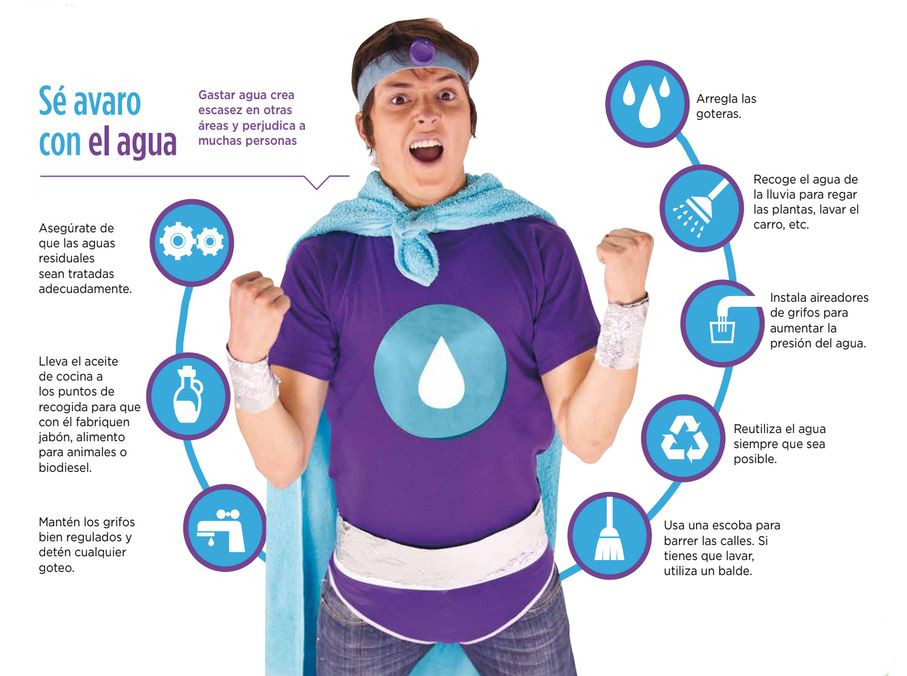 Sé avaro
con el agua
Gastar agua crea
escasez en otras
áreas y perjudica a
muchas personas
Asegúrate de
que las aguas
residuales
sean tratadas
adecuadamente.
Lleva el aceite
de cocina a
los puntos de
recogida para que
con él fabriquen
jabón, alimento
para animales o
biodiesel.
Mantén los grifos
bien regulados y
detén cualquier
goteo.
Arregla las
goteras.
Recoge el agua de
la lluvia para regar
las plantas, lavar el
carro, etc.
Instala aireadores
de grifos para
aumentar la
presión del agua.
Reutiliza el agua
siempre que sea
posible.
Usa una escoba para
barrer las calles. Si
tienes que lavar,
utiliza un balde.